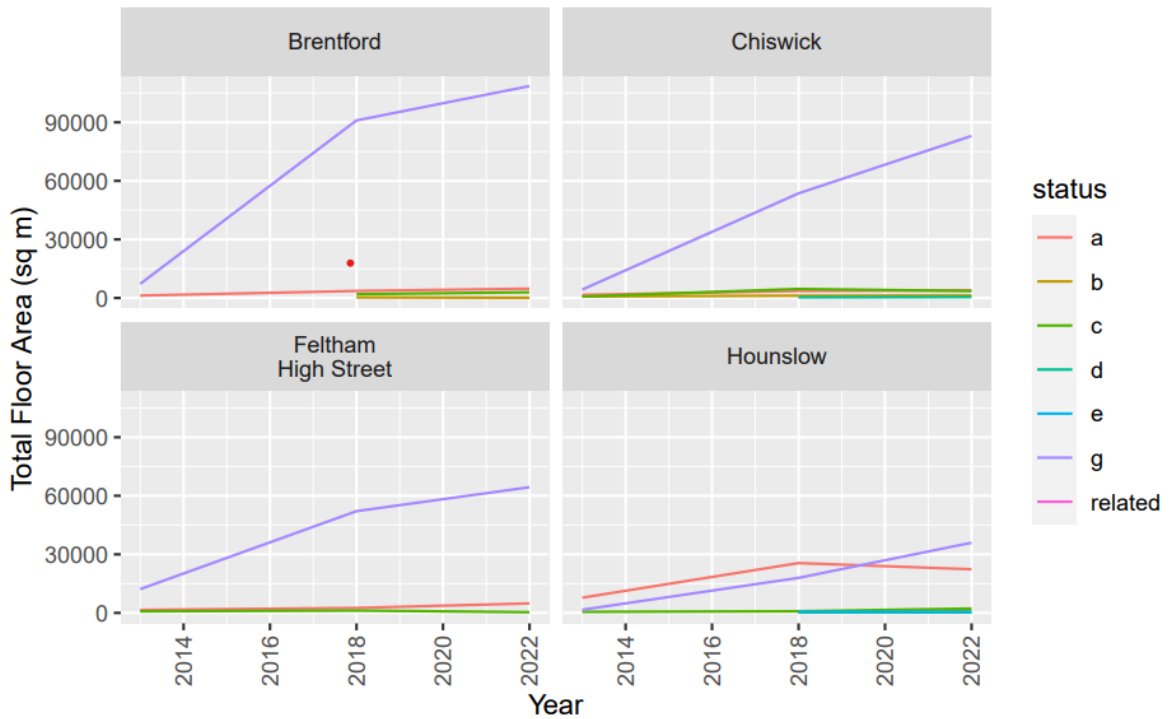 Brentford
Chiswick
90000
60000
30000
0
Feltham
High Street
Hounslow
90000
60000
30000
0
2014
2016
2018
2020
2022
2014
2016
2018
2020
2022
Year
Total Floor Area (sq m)
status
a
b
c
d
e
g
related